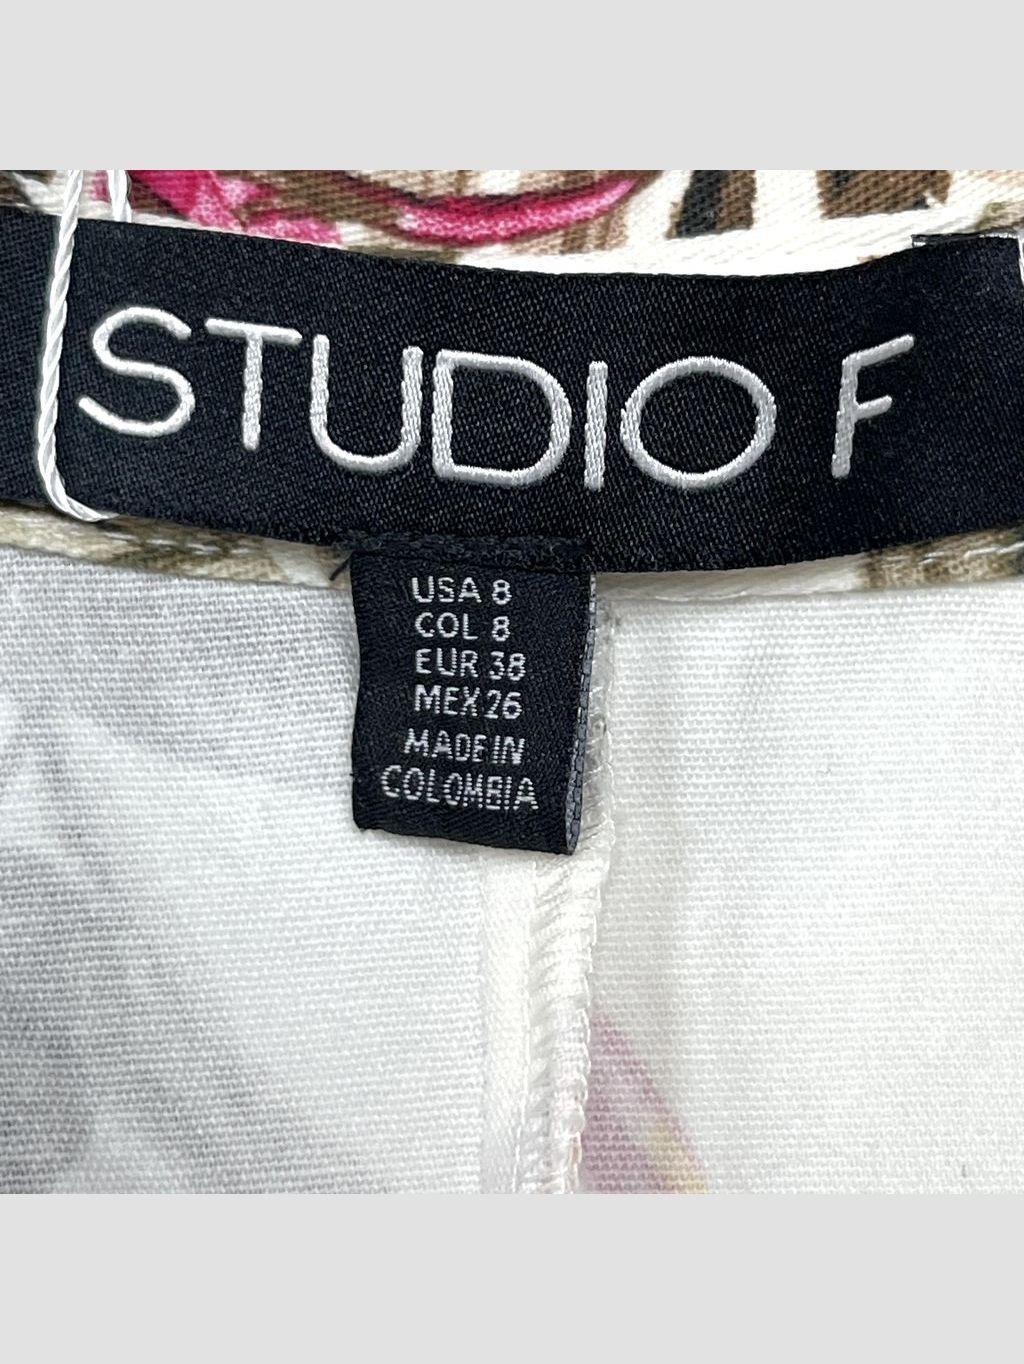 STUDIO F
USA 8
COL 8
EUR 38
MEX 26
MADE IN
COLOMBIA